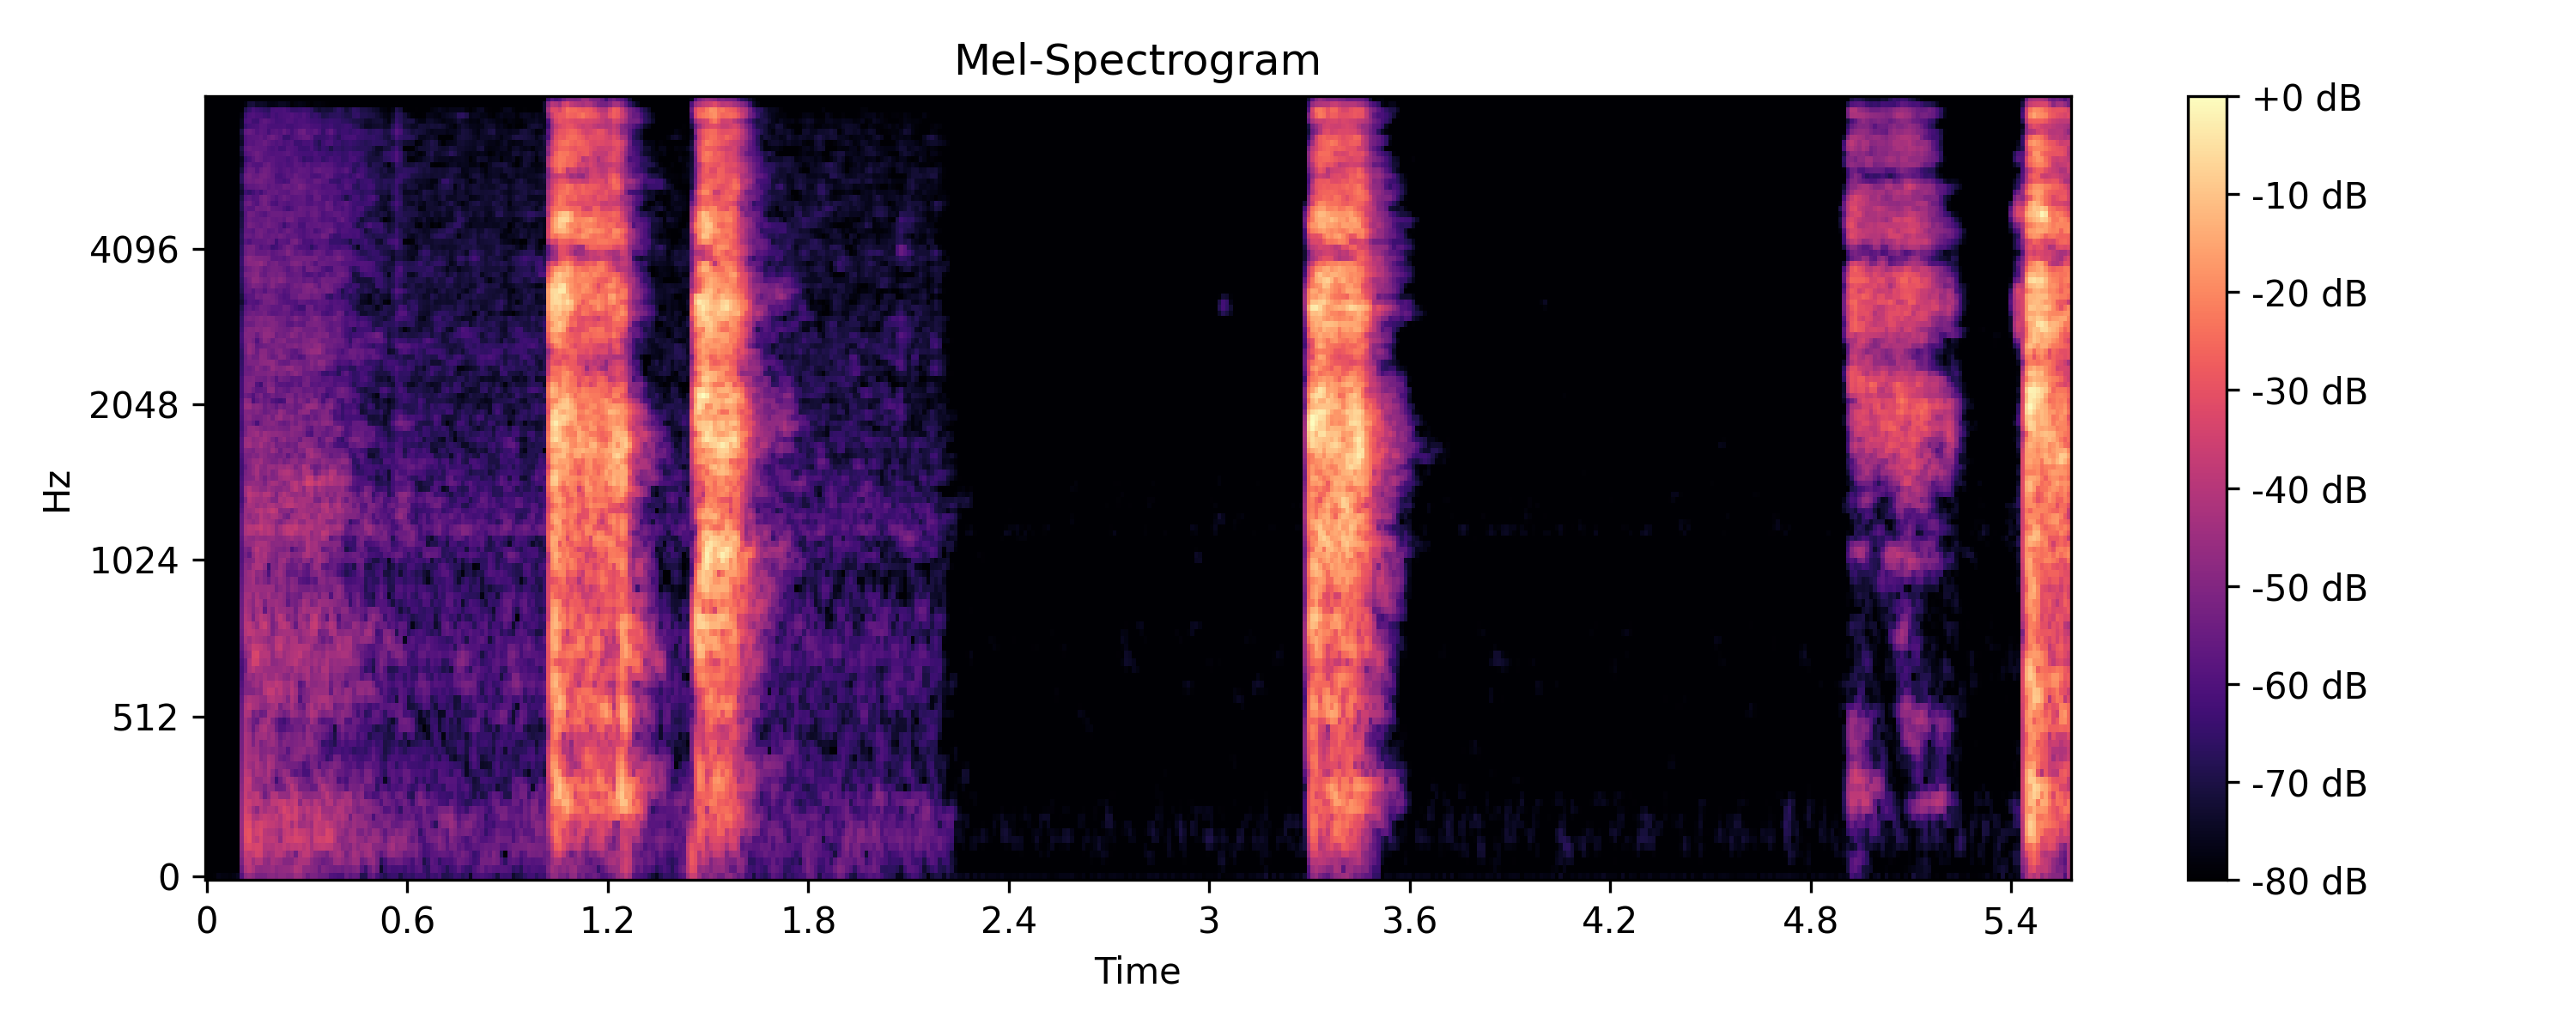 Mel-Spectrogram
Hz
4096
2048
1024
512
0
0 0.6 1.2 1.8 2.4 3 3.6 4.2 4.8 5.4
Time
+0 dB
-10 dB
-20 dB
-30 dB
-40 dB
-50 dB
-60 dB
-70 dB
-80 dB